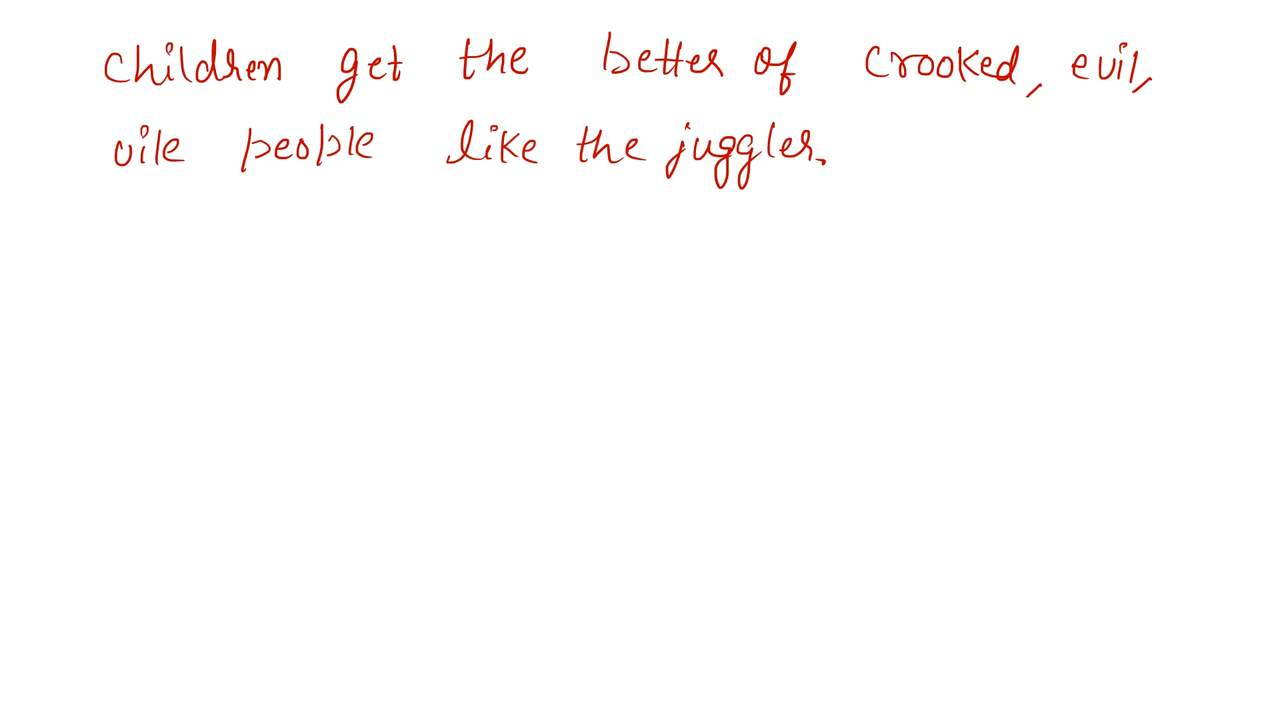 children get the better of crooked, evil,
vile people like the juggler.